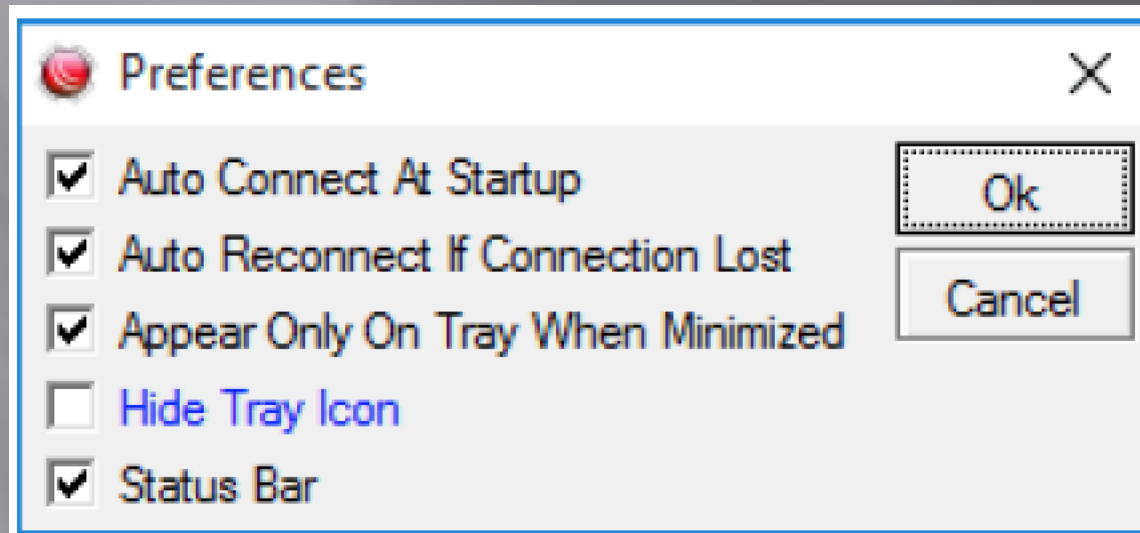 Preferences
Auto Connect At Startup
Ok
Auto Reconnect If Connection Lost
Cancel
Appear Only On Tray When Minimized
Hide Tray Icon
Status Bar